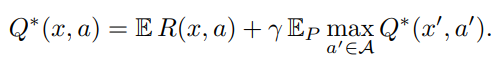 Q*(x, a) = 𝔼 R(x, a) + γ 𝔼_P max_{a′∈𝒜} Q*(x′, a′).